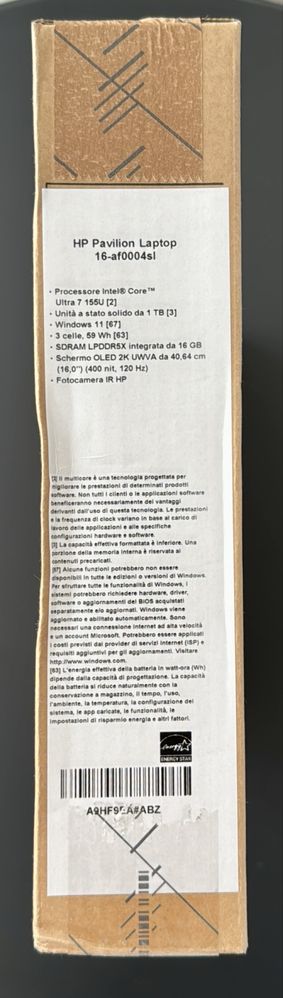 HP Pavilion Laptop
16-af0004sl
• Processore Intel® Core™
Ultra 7 155U [2]
• Unità a stato solido da 1 TB [3]
• Windows 11 [67]
• 3 celle, 59 Wh [63]
• SDRAM LPDDR5X integrata da 16 GB
• Schermo OLED 2K UWVA da 40,64 cm
(16,0") (400 nit, 120 Hz)
• Fotocamera IR HP
[2] Il multicore è una tecnologia progettata per
migliorare le prestazioni di determinati prodotti
software. Non tutti i clienti o le applicazioni software
beneficeranno necessariamente dei vantaggi
derivanti dall'uso di questa tecnologia. Le prestazioni
e la frequenza di clock variano in base al carico di
lavoro delle applicazioni e alle specifiche
configurazioni hardware e software.
[3] La capacità effettiva formattata è inferiore. Una
porzione della memoria interna è riservata ai
contenuti precaricati.
[67] Alcune funzioni potrebbero non essere
disponibili in tutte le edizioni o versioni di Windows.
Per sfruttare tutte le funzionalità di Windows, i
sistemi potrebbero richiedere hardware, driver,
software o aggiornamenti del BIOS acquistati
separatamente e/o aggiornati. Windows viene
aggiornato e abilitato automaticamente. Sono
necessari una connessione internet ad alta velocità
e un account Microsoft. Potrebbero essere applicati
i costi previsti dai provider di servizi Internet (ISP) e
requisiti aggiuntivi per gli aggiornamenti. Visitare
http://www.windows.com.
[63] L'energia effettiva della batteria in watt-ora (Wh)
dipende dalla capacità di progettazione. La capacità
della batteria si riduce naturalmente con la
conservazione a magazzino, il tempo, l'uso,
l'ambiente, la temperatura, la configurazione del
sistema, le app caricate, le funzionalità, le
impostazioni di risparmio energia e altri fattori.
energy
ENERGY STAR
A9HF9EA#ABZ